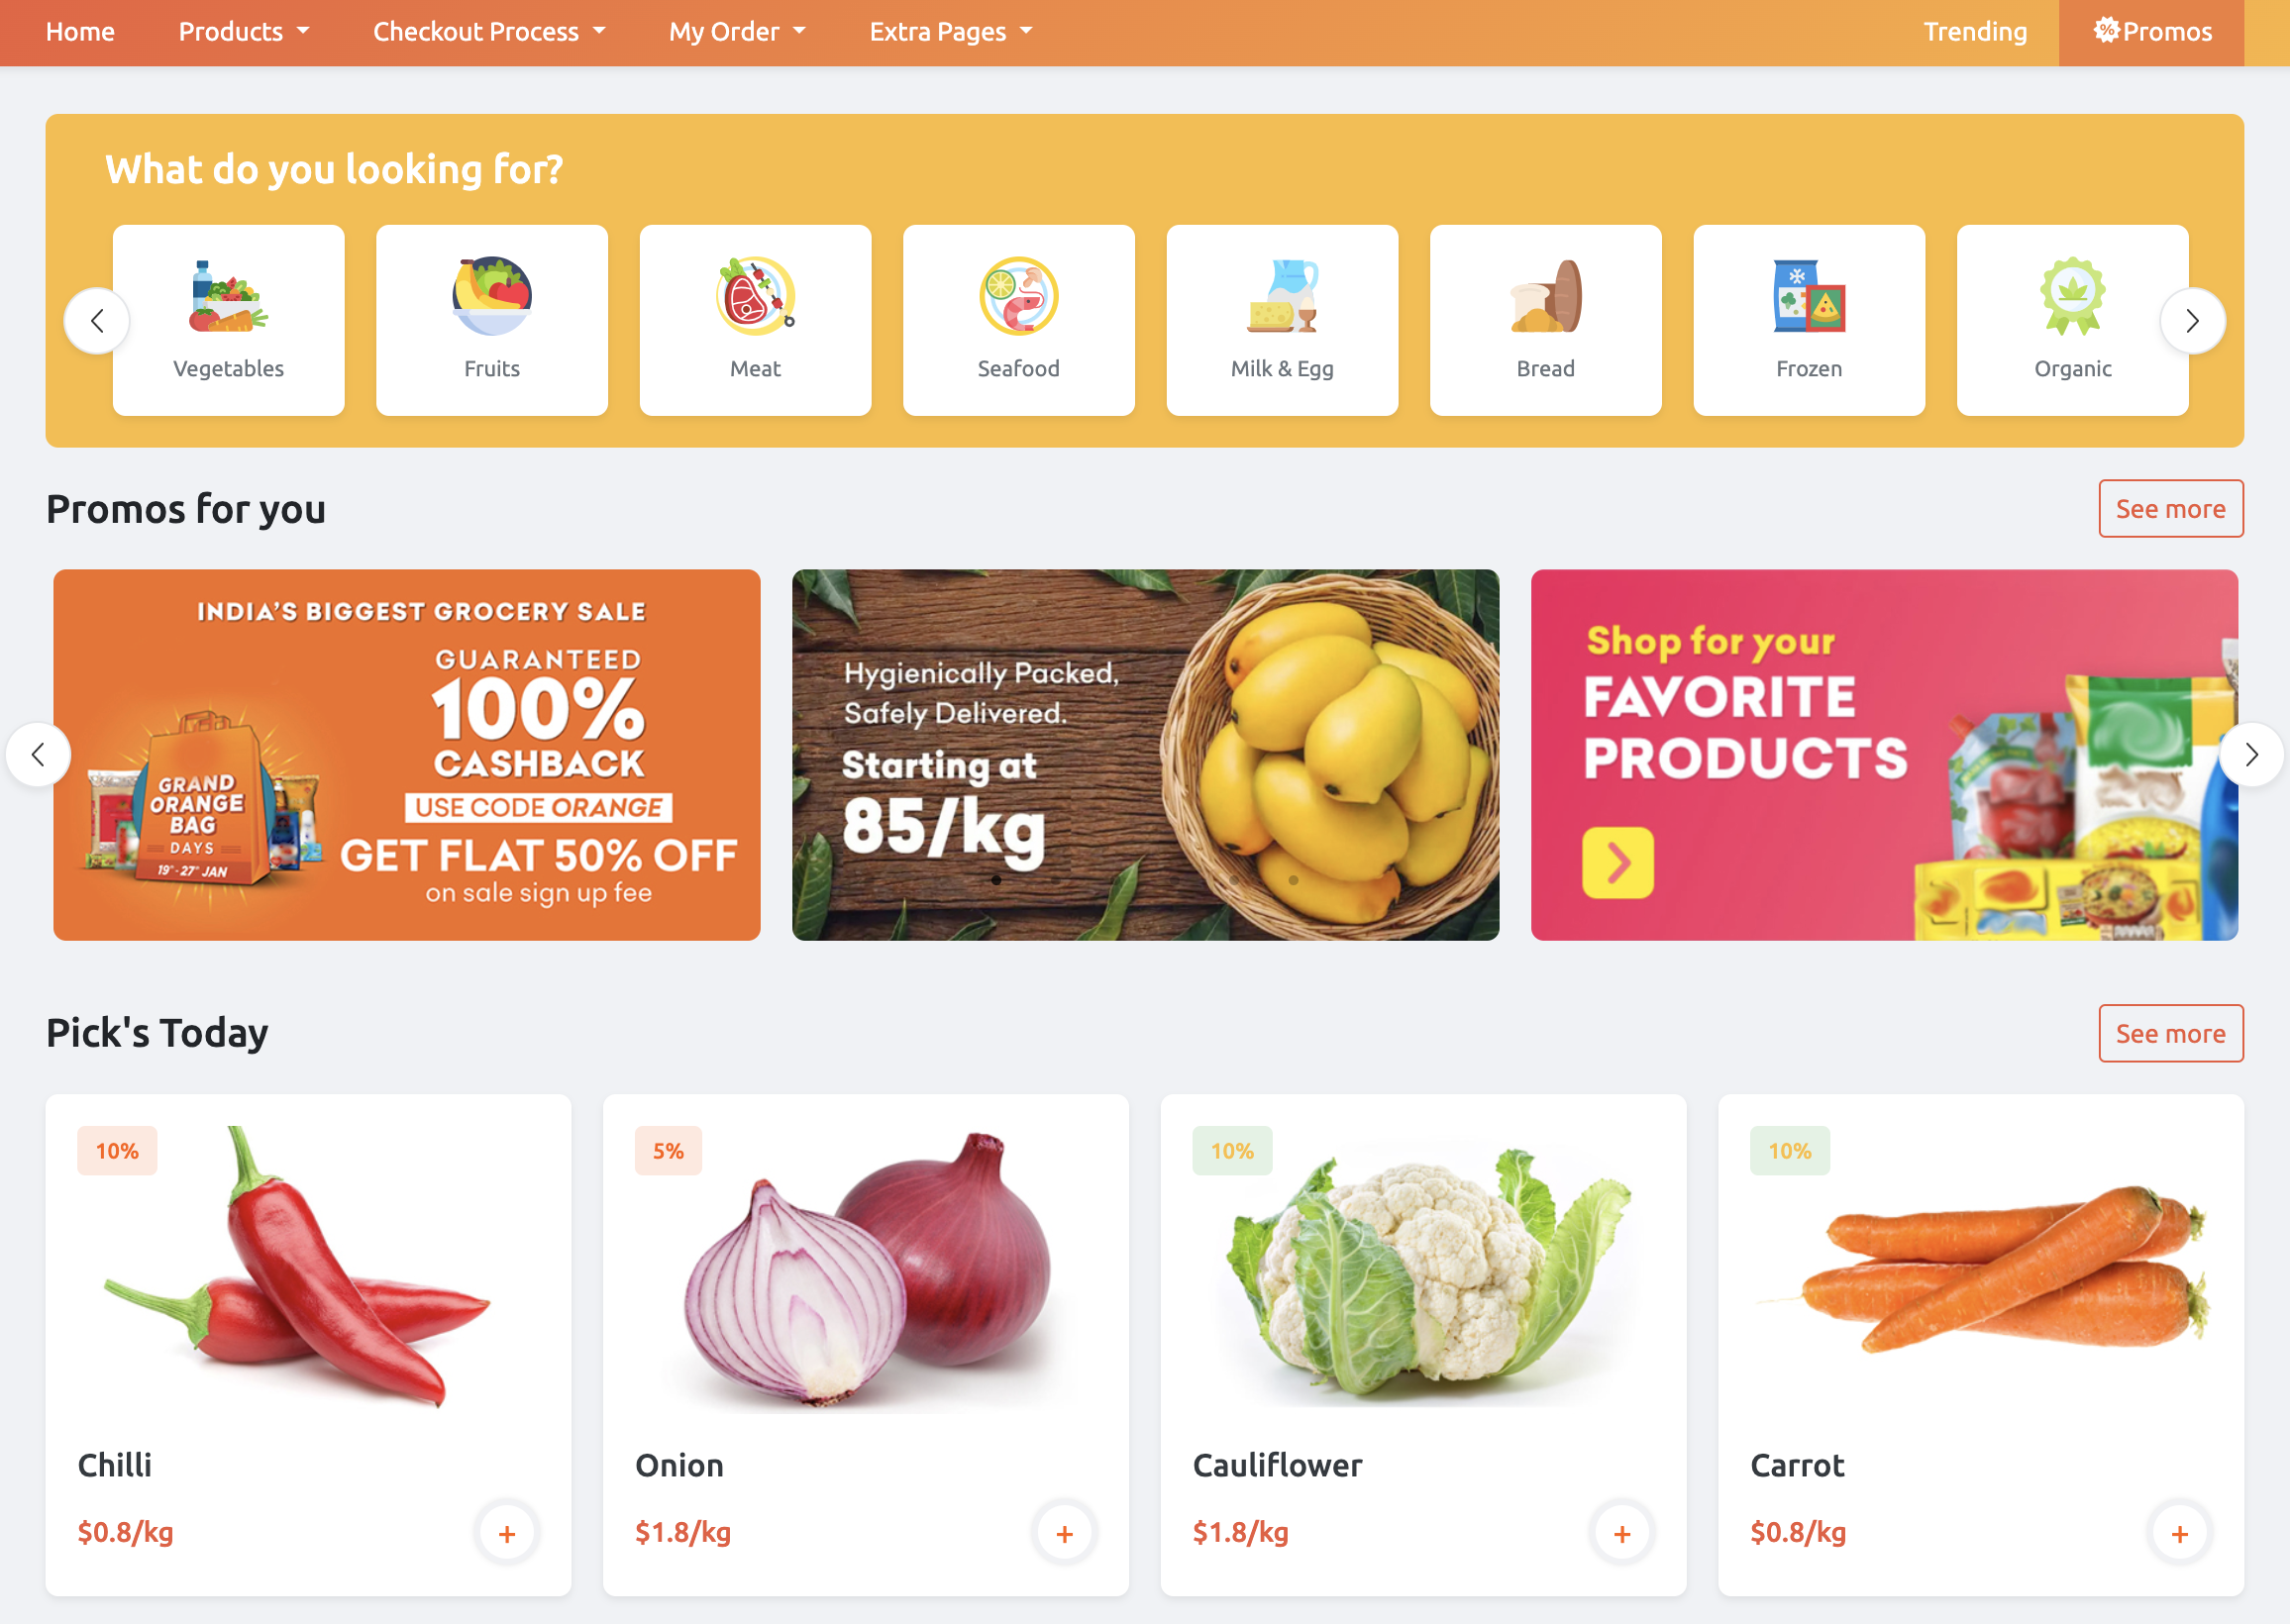 Home
Products
Checkout Process
My Order
Extra Pages
Trending
Promos
What do you looking for?
Vegetables
Fruits
Meat
Seafood
Milk & Egg
Bread
Frozen
Organic
Promos for you
See more
INDIA'S BIGGEST GROCERY SALE
GUARANTEED
100%
CASHBACK
USE CODE ORANGE
GET FLAT 50% OFF
on sale sign up fee
GRAND
ORANGE
BAG
DAYS
19th-27th JAN
Hygienically Packed,
Safely Delivered.
Starting at
85/kg
Shop for your
FAVORITE
PRODUCTS
Pick's Today
See more
10%
Chilli
$0.8/kg
+
5%
Onion
$1.8/kg
+
10%
Cauliflower
$1.8/kg
+
10%
Carrot
$0.8/kg
+